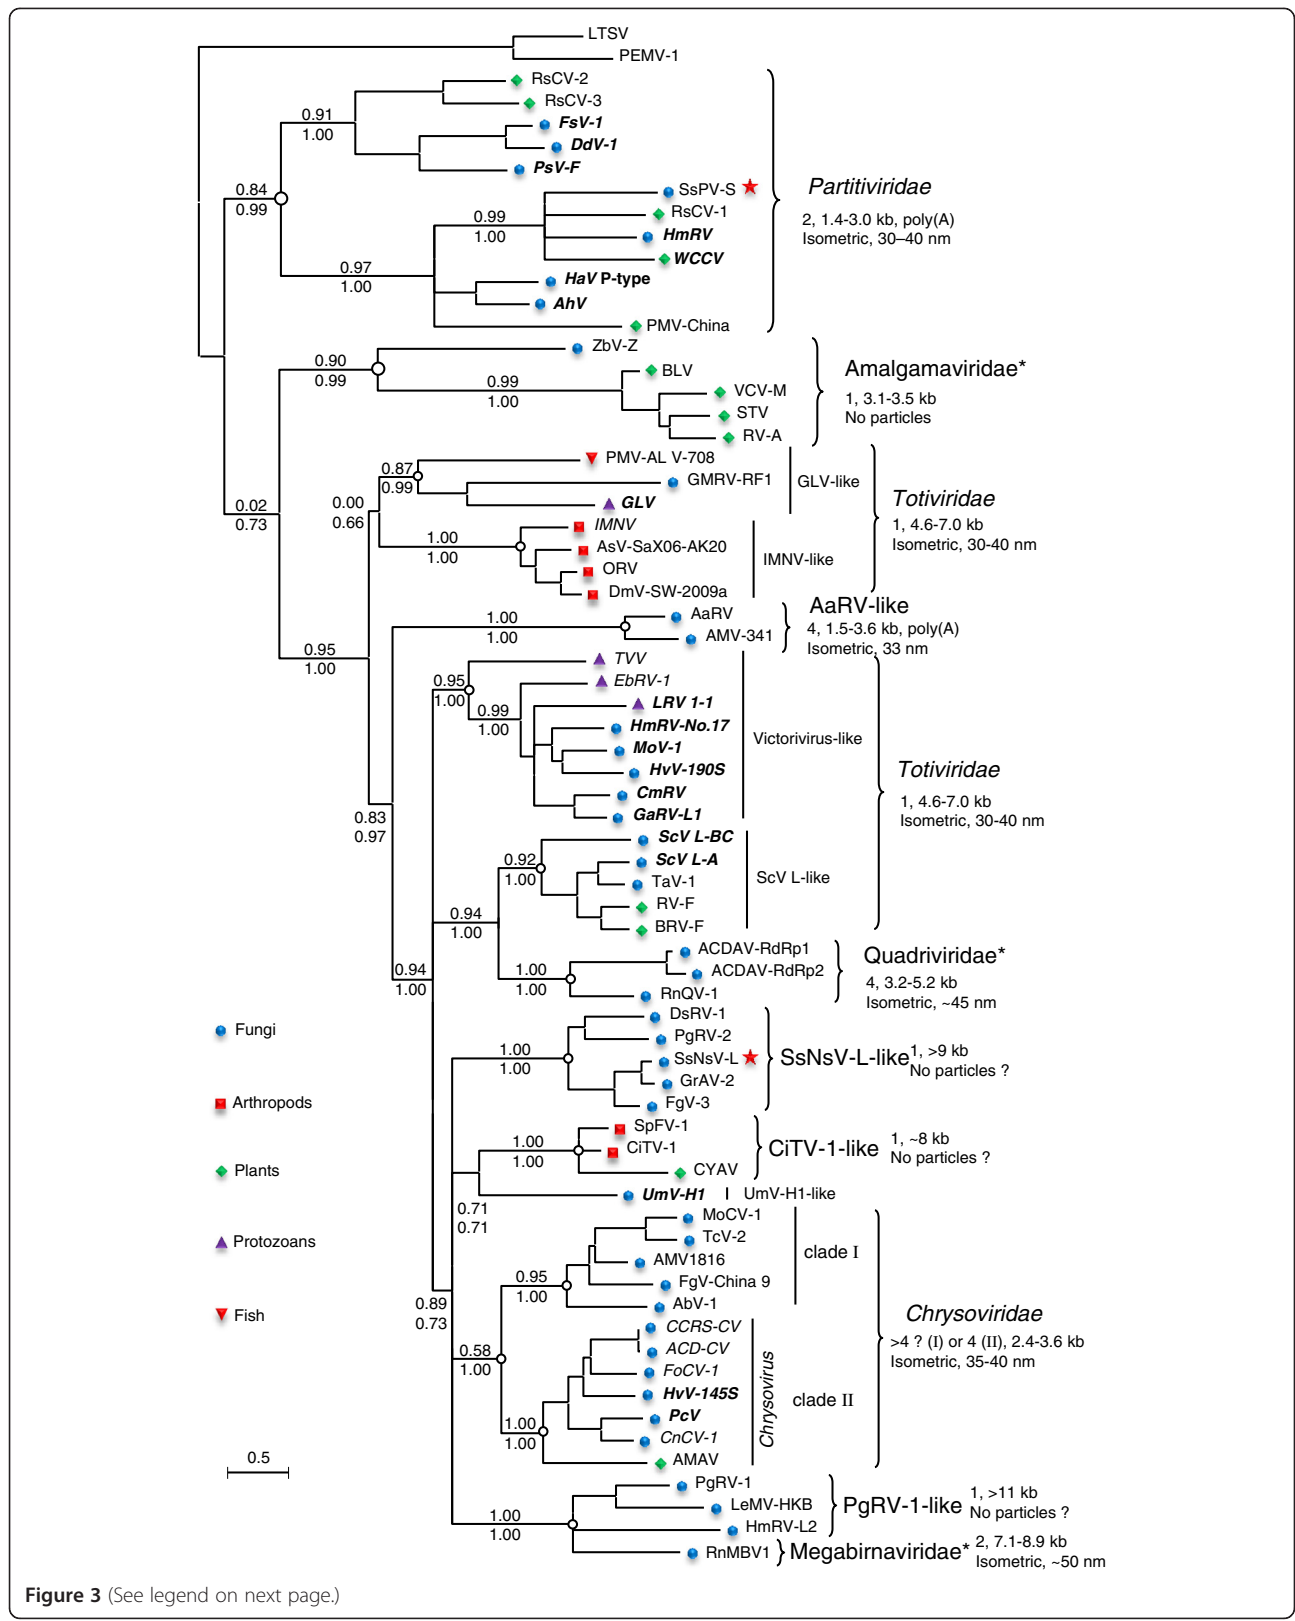 LTSV
PEMV-1
RsCV-2
RsCV-3
0.91
1.00
FsV-1
DdV-1
PsV-F
0.84
0.99
SsPV-S
RsCV-1
0.99
1.00
HmRV
WCCV
0.97
1.00
HaV P-type
AhV
PMV-China
Partitiviridae
2, 1.4-3.0 kb, poly(A)
Isometric, 30–40 nm
ZbV-Z
0.90
0.99
BLV
0.99
1.00
VCV-M
STV
RV-A
Amalgamaviridae*
1, 3.1-3.5 kb
No particles
0.02
0.73
PMV-AL V-708
0.87
0.99
GMRV-RF1
GLV
GLV-like
0.00
0.66
IMNV
1.00
1.00
AsV-SaX06-AK20
ORV
DmV-SW-2009a
IMNV-like
Totiviridae
1, 4.6-7.0 kb
Isometric, 30-40 nm
AaRV
1.00
1.00
AMV-341
AaRV-like
4, 1.5-3.6 kb, poly(A)
Isometric, 33 nm
0.95
1.00
TVV
0.95
1.00
EbRV-1
0.99
1.00
LRV 1-1
HmRV-No.17
MoV-1
HvV-190S
CmRV
GaRV-L1
Victorivirus-like
0.83
0.97
ScV L-BC
0.92
1.00
ScV L-A
TaV-1
RV-F
BRV-F
ScV L-like
Totiviridae
1, 4.6-7.0 kb
Isometric, 30-40 nm
0.94
1.00
ACDAV-RdRp1
ACDAV-RdRp2
1.00
1.00
RnQV-1
Quadriviridae*
4, 3.2-5.2 kb
Isometric, ~45 nm
0.94
1.00
DsRV-1
PgRV-2
1.00
1.00
SsNsV-L
GrAV-2
FgV-3
SsNsV-L-like
1, >9 kb
No particles ?
SpFV-1
1.00
1.00
CiTV-1
CYAV
CiTV-1-like
1, ~8 kb
No particles ?
UmV-H1
UmV-H1-like
0.71
0.71
MoCV-1
TcV-2
AMV1816
0.95
1.00
FgV-China 9
AbV-1
clade I
0.89
0.73
CCRS-CV
0.58
1.00
ACD-CV
FoCV-1
HvV-145S
PcV
1.00
1.00
CnCV-1
AMAV
Chrysovirus
clade II
Chrysoviridae
>4 ? (I) or 4 (II), 2.4-3.6 kb
Isometric, 35-40 nm
PgRV-1
LeMV-HKB
1.00
1.00
HmRV-L2
PgRV-1-like
1, >11 kb
No particles ?
RnMBV1
Megabirnaviridae*
2, 7.1-8.9 kb
Isometric, ~50 nm
Fungi
Arthropods
Plants
Protozoans
Fish
0.5
Figure 3 (See legend on next page.)